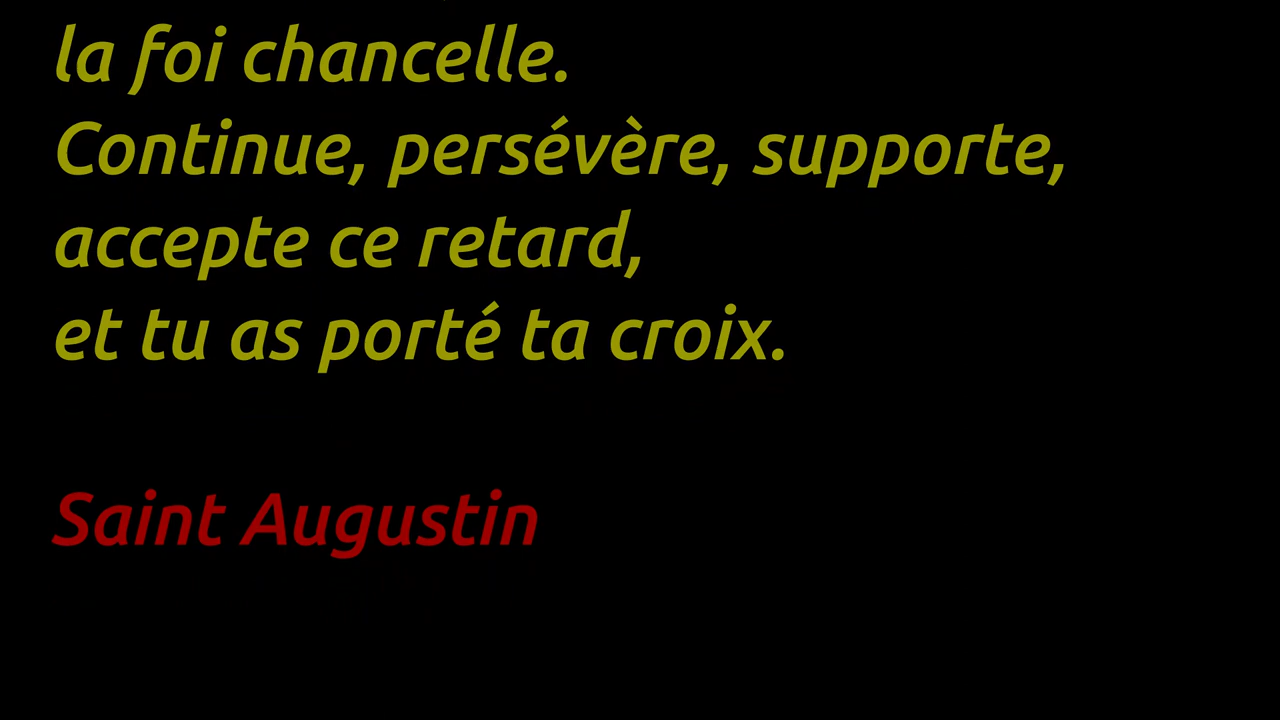 la foi chancelle.
Continue, persévère, supporte,
accepte ce retard,
et tu as porté ta croix.
Saint Augustin